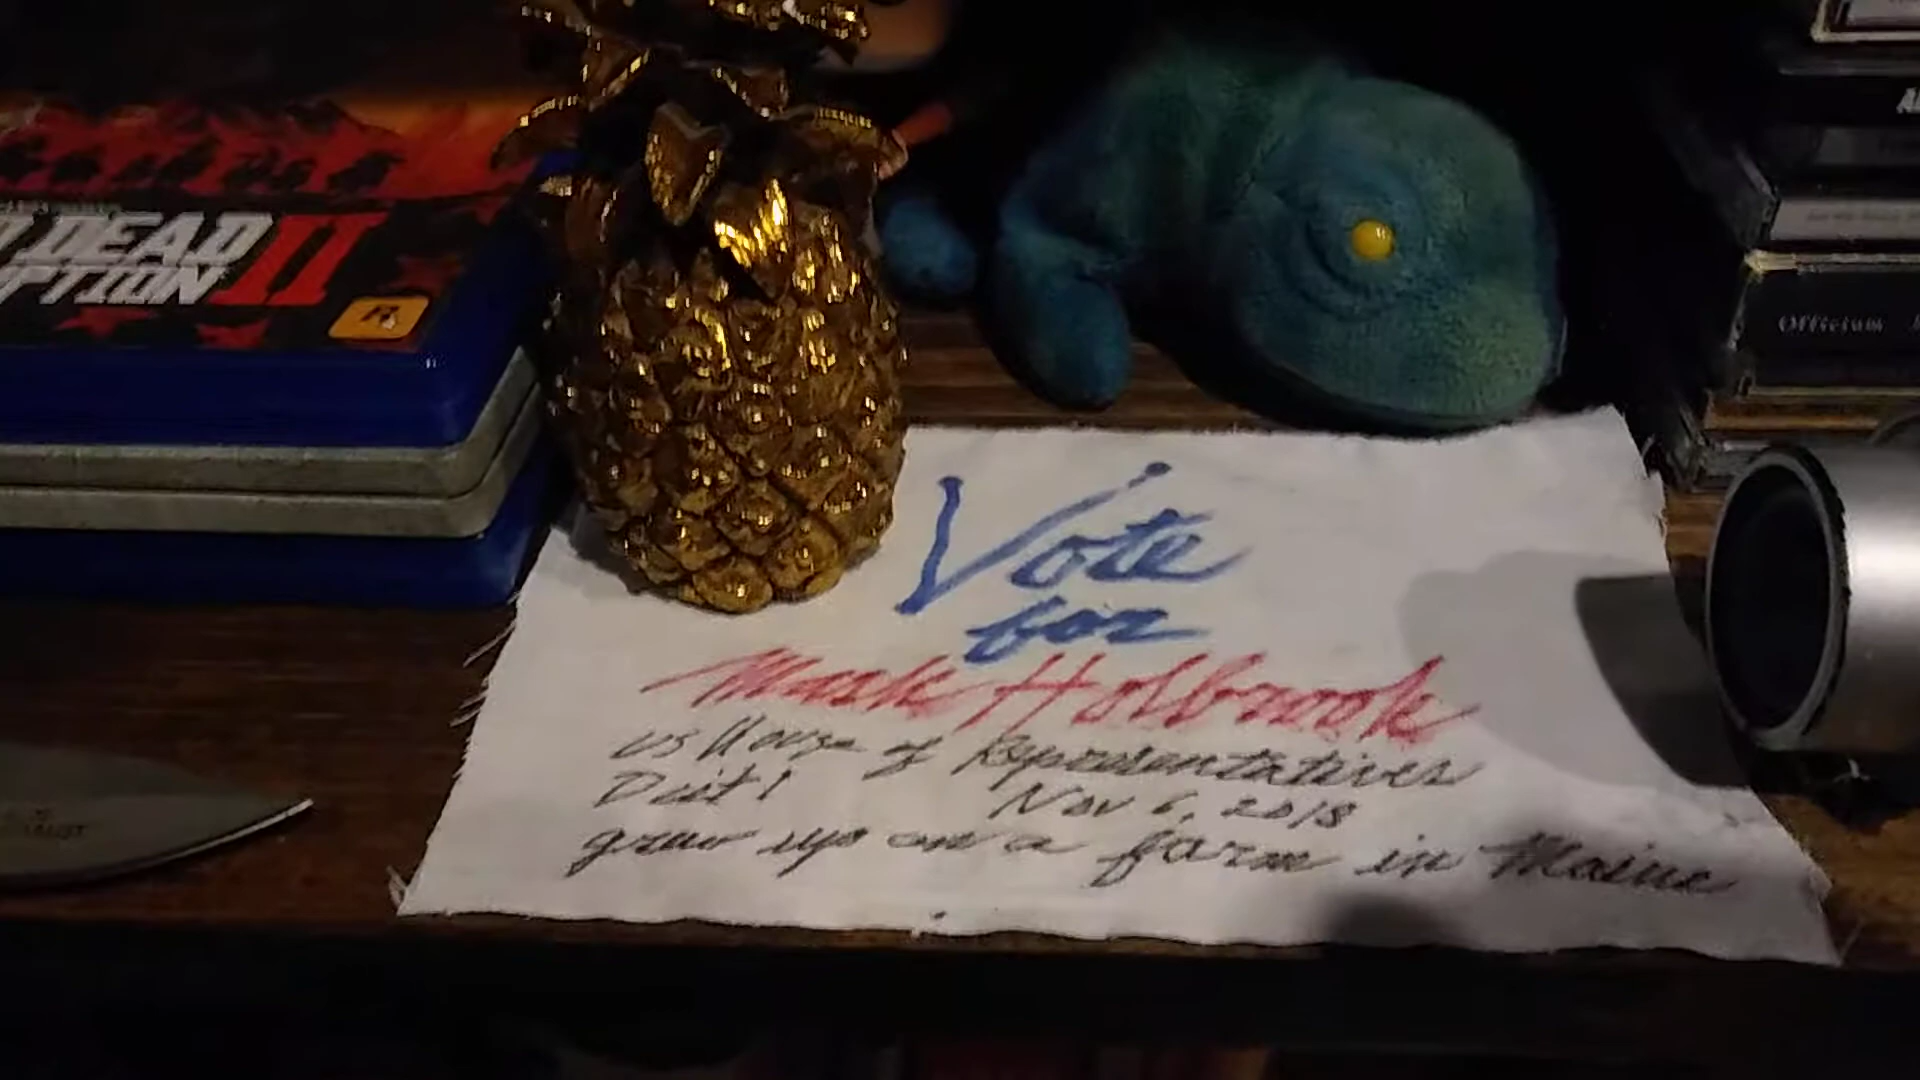 DEAD
II
R
Officium
Vote
for
Mark Holbrook
US House of Representatives
Dist 1 Nov 6, 2018
grew up on a farm in Maine